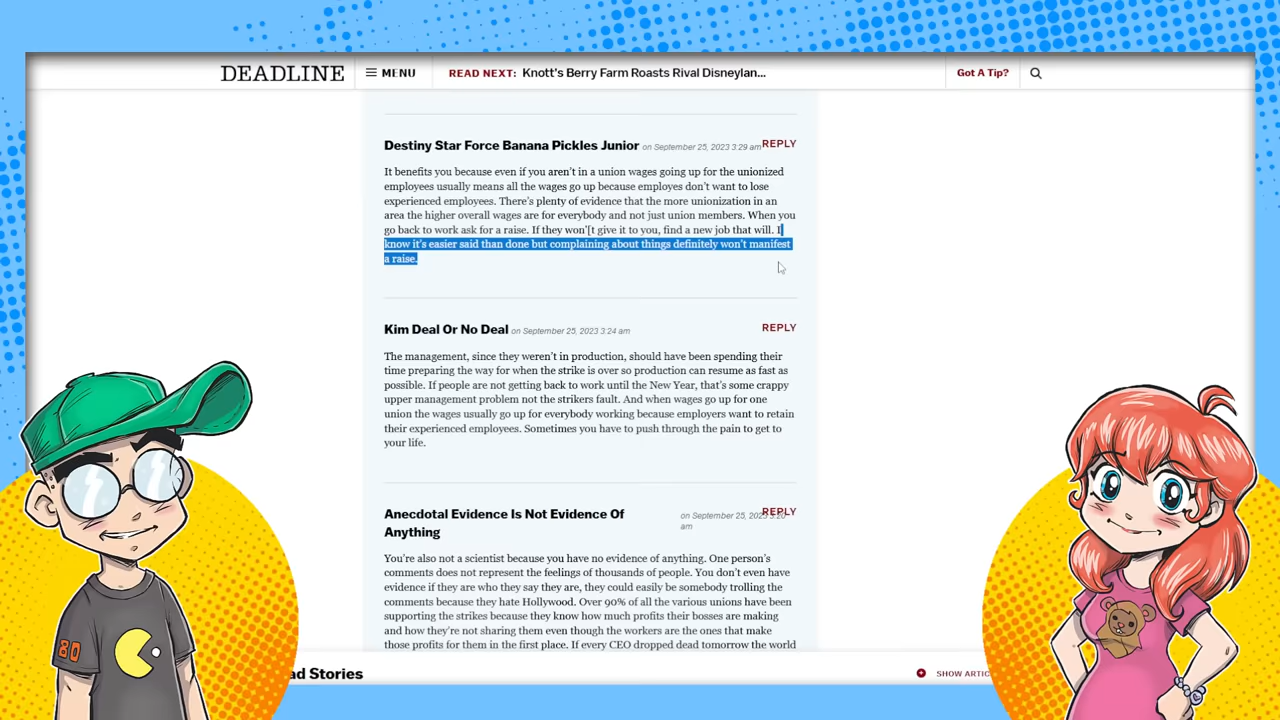 DEADLINE
MENU
READ NEXT: Knott's Berry Farm Roasts Rival Disneylan...
Got A Tip?
Destiny Star Force Banana Pickles Junior on September 25, 2023 3:29 am
REPLY
It benefits you because even if you aren't in a union wages going up for the unionized
employees usually means all the wages go up because employes don't want to lose
experienced employees. There's plenty of evidence that the more unionization in an
area the higher overall wages are for everybody and not just union members. When you
go back to work ask for a raise. If they won'[t give it to you, find a new job that will. I
know it's easier said than done but complaining about things definitely won't manifest
a raise.
Kim Deal Or No Deal on September 25, 2023 3:24 am
REPLY
The management, since they weren't in production, should have been spending their
time preparing the way for when the strike is over so production can resume as fast as
possible. If people are not getting back to work until the New Year, that's some crappy
upper management problem not the strikers fault. And when wages go up for one
union the wages usually go up for everybody working because employers want to retain
their experienced employees. Sometimes you have to push through the pain to get to
your life.
Anecdotal Evidence Is Not Evidence Of
Anything
on September 25, 2023 3:20
am
REPLY
You're also not a scientist because you have no evidence of anything. One person's
comments does not represent the feelings of thousands of people. You don't even have
evidence if they are who they say they are, they could easily be somebody trolling the
comments because they hate Hollywood. Over 90% of all the various unions have been
supporting the strikes because they know how much profits their bosses are making
and how they're not sharing them even though the workers are the ones that make
those profits for them in the first place. If every CEO dropped dead tomorrow the world
ad Stories
SHOW ARTIC
80